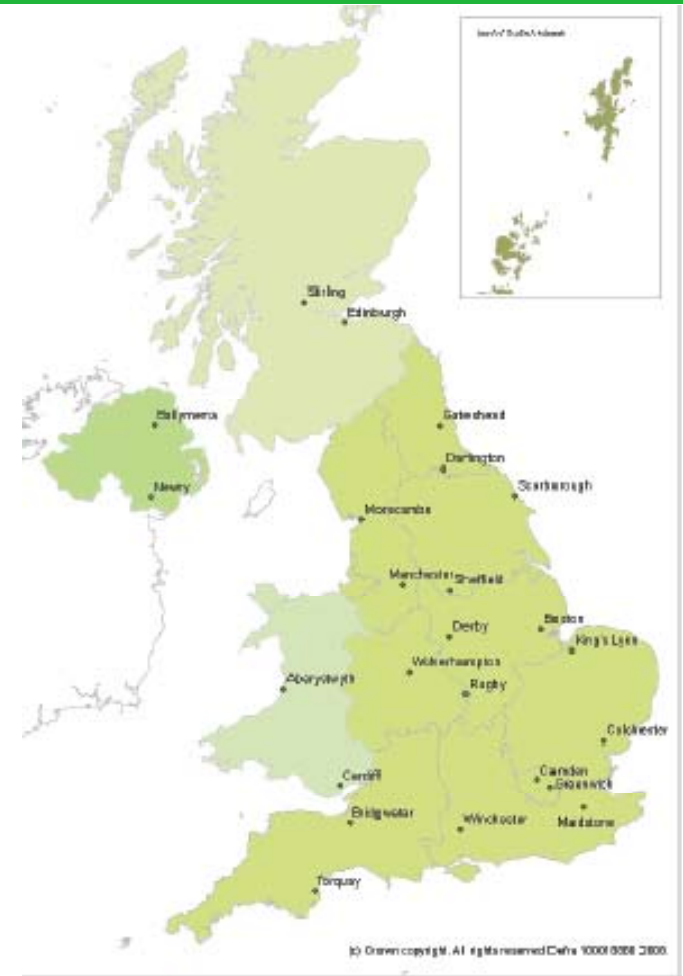 Stirling
Edinburgh
Ballymena
Gateshead
Darlington
Newry
Scarborough
Morecambe
Manchester
Sheffield
Boston
Derby
King's Lynn
Wolverhampton
Aberystwyth
Rugby
Colchester
Cardiff
Camden
Greenwich
Bridgwater
Winchester
Maidstone
Torquay
(c) Crown copyright. All rights reserved Defra